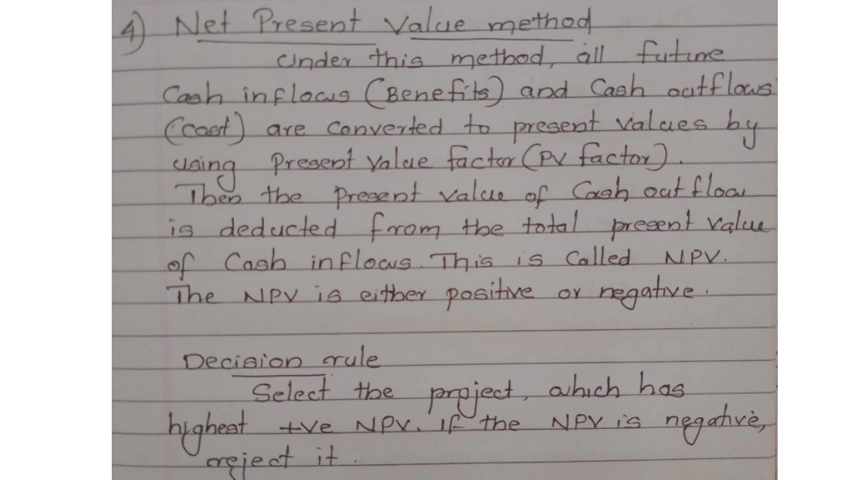 4) Net Present Value method
Under this method, all future
Cash inflows (Benefits) and Cash outflows
(cost) are converted to present values by
using Present Value factor (PV factor).
Then the present value of Cash outflow
is deducted from the total present value
of Cash inflows. This is called NPV.
The NPV is either positive or negative.
Decision rule
Select the project, which has
highest +ve NPV. If the NPV is negative,
reject it.